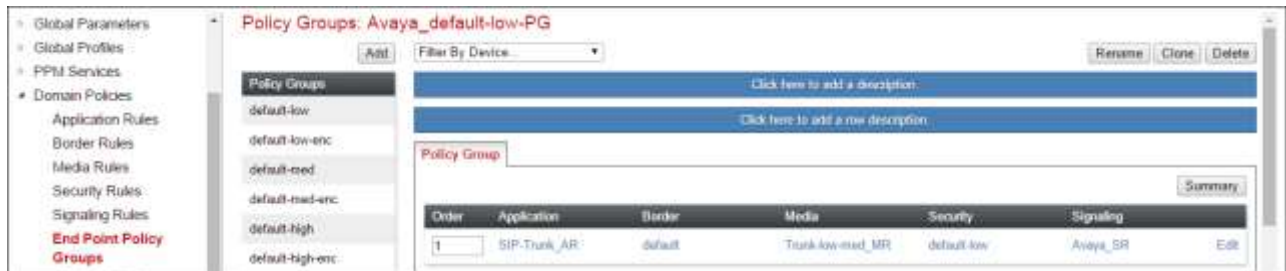 Global Parameters
Global Profiles
PPM Services
Domain Policies
Application Rules
Border Rules
Media Rules
Security Rules
Signaling Rules
End Point Policy
Groups
Policy Groups: Avaya_default-low-PG
Add
Filter By Device...
Rename Clone Delete
Policy Groups
default-low
default-low-enc
default-med
default-med-enc
default-high
default-high-enc
Click here to add a description.
Click here to add a row description.
Policy Group
Summary
Order Application Border Media Security Signaling
1 SIP-Trunk_AR default Trunk-low-med_MR default-low Avaya_SR Edit